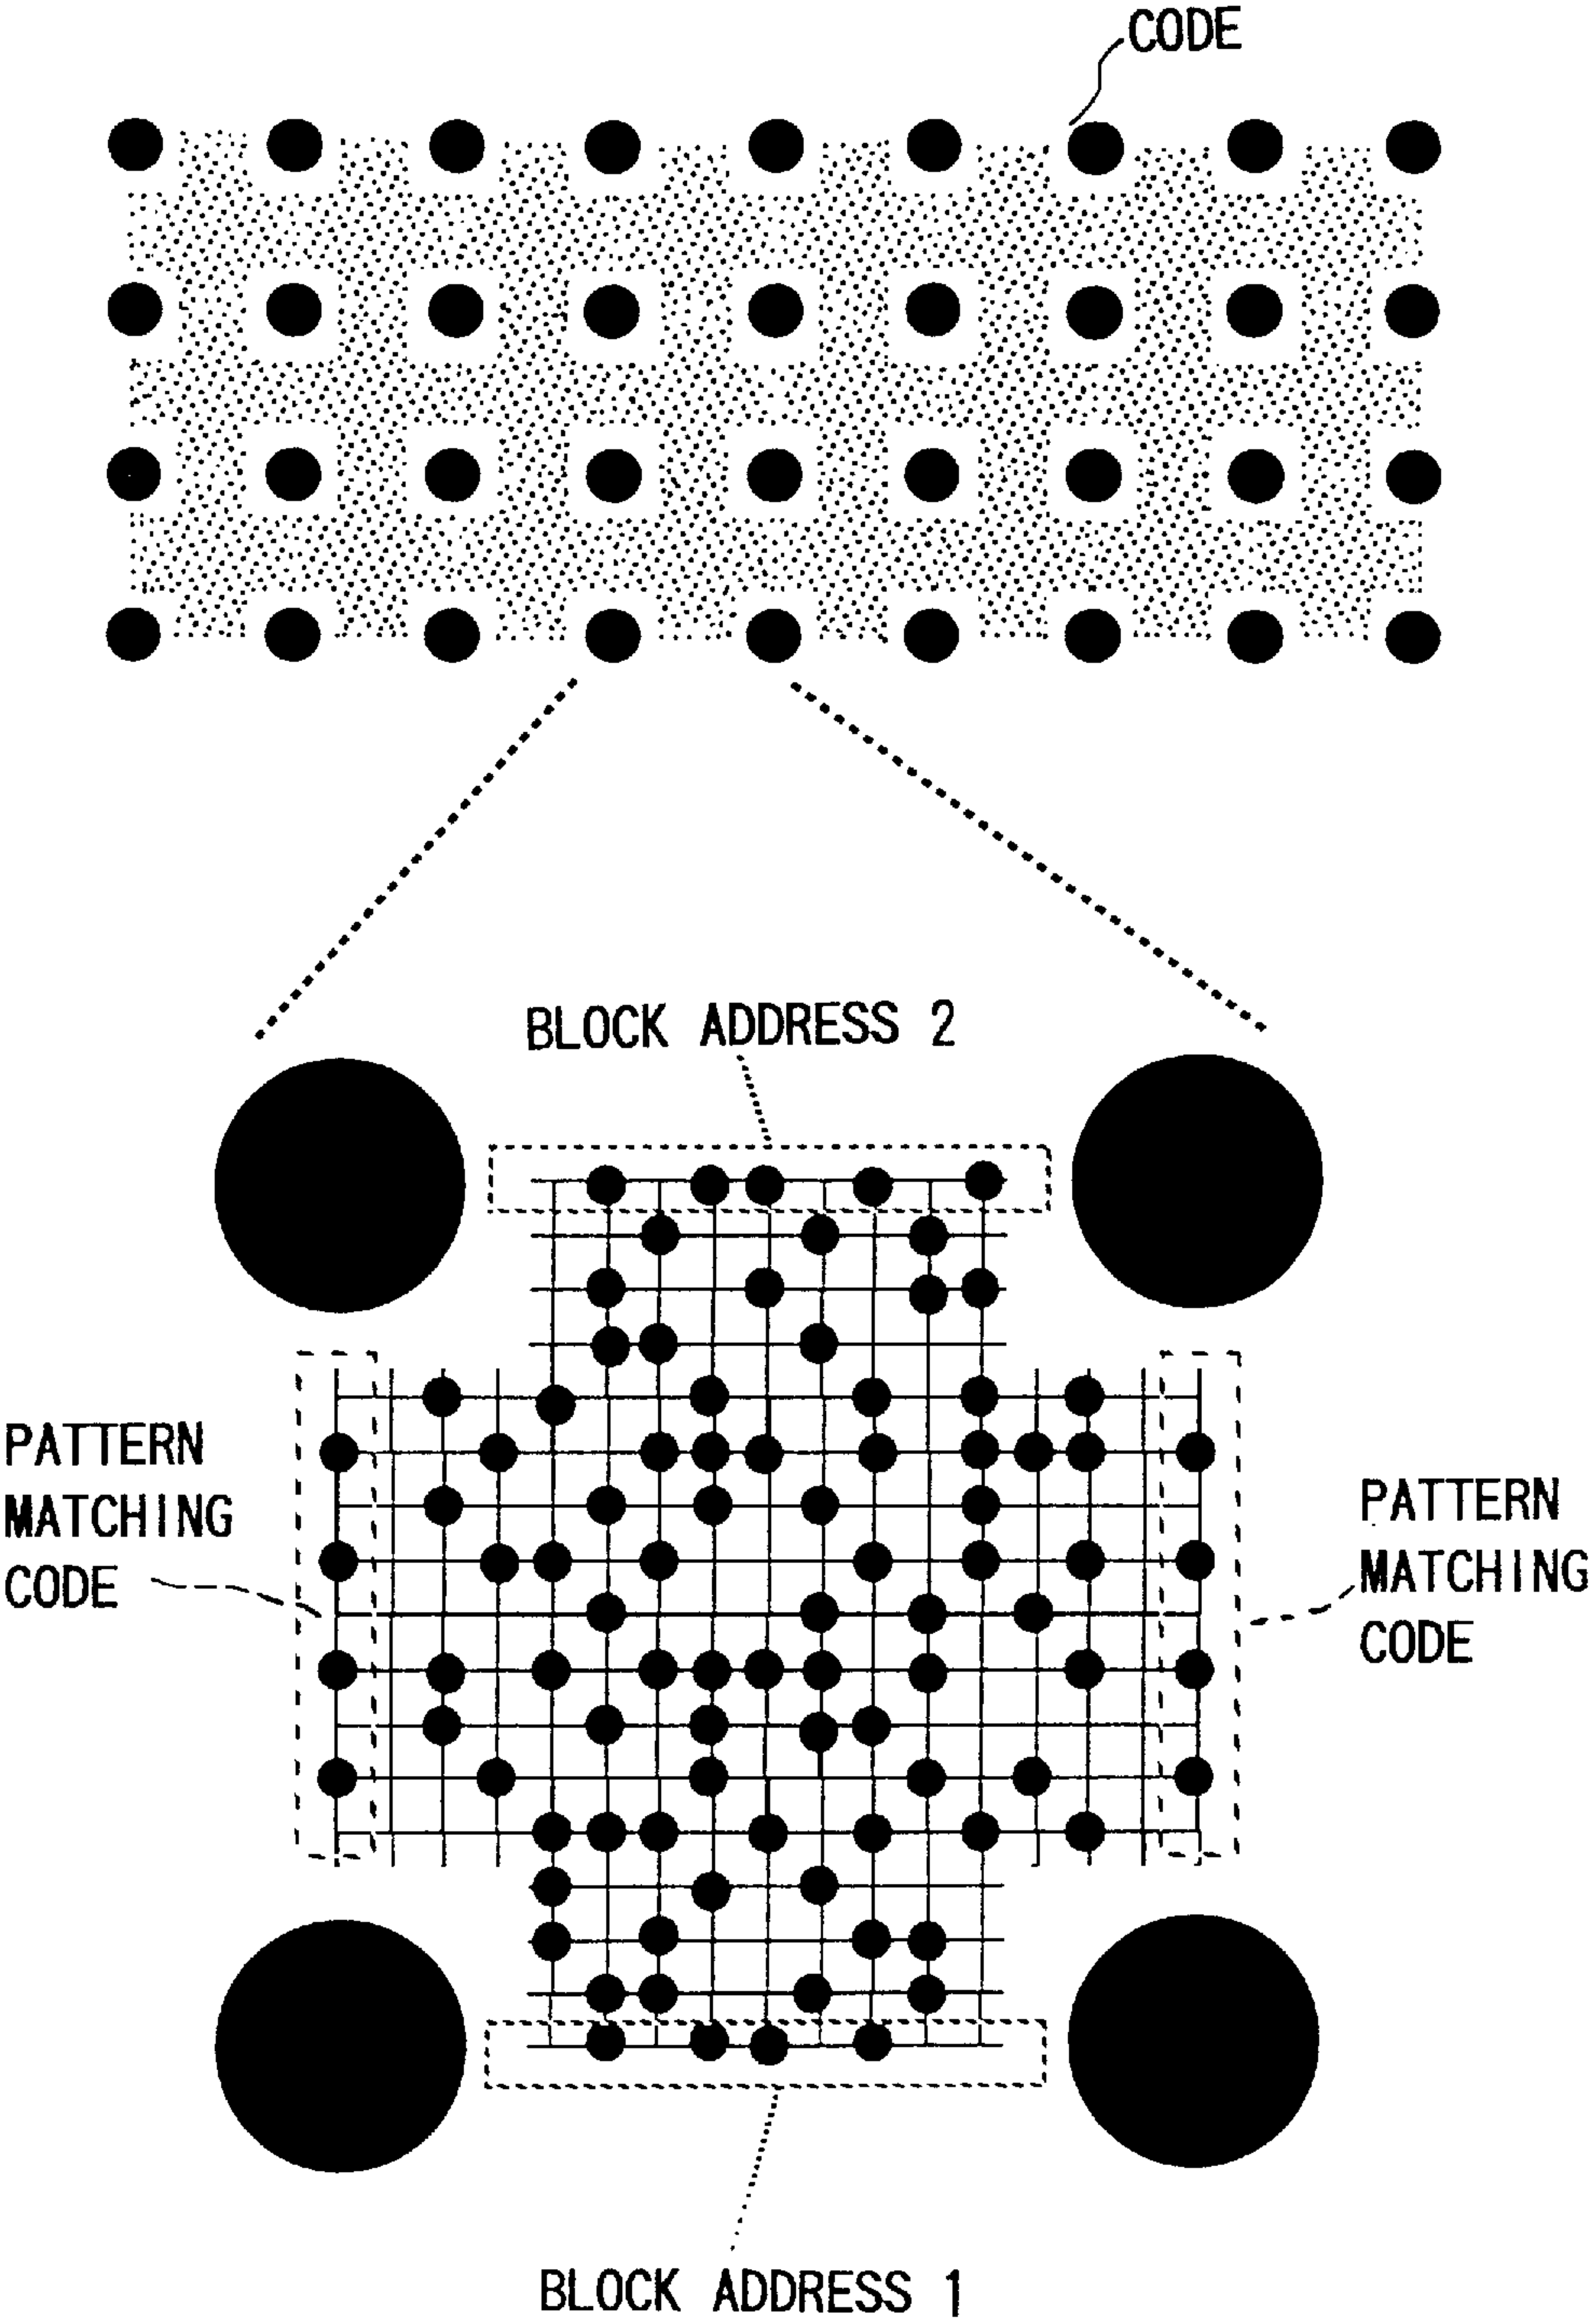 CODE
BLOCK ADDRESS 2
PATTERN
MATCHING
CODE
PATTERN
MATCHING
CODE
BLOCK ADDRESS 1